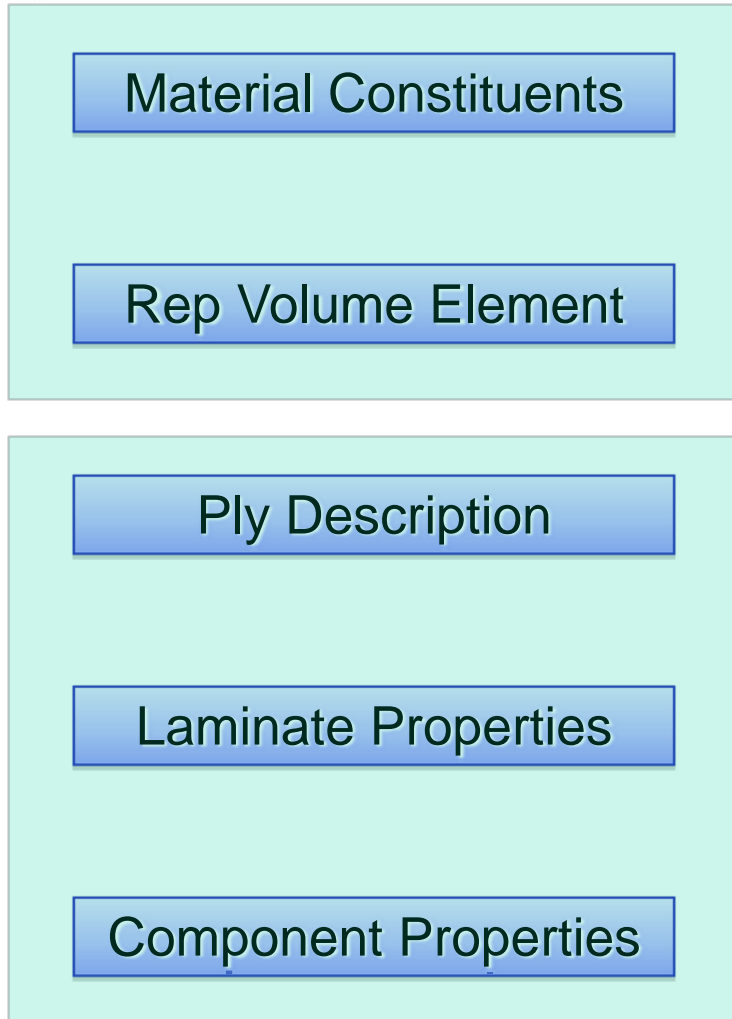 Material Constituents
Rep Volume Element
Ply Description
Laminate Properties
Component Properties